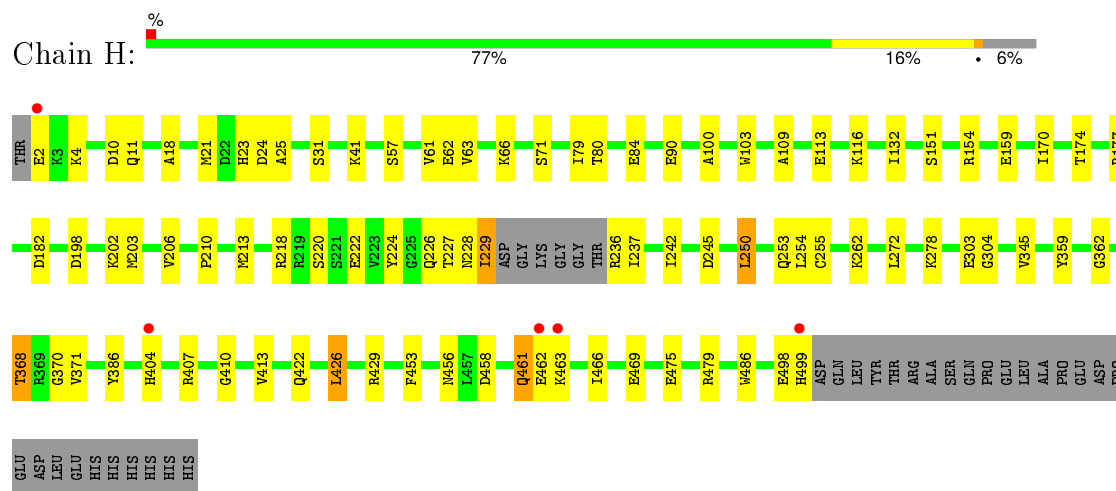 %
Chain H:
77% 16% • 6%
THR E2 K3 K4 D10 Q11 A18 M21 D22 H23 D24 A25 S31 K41 S57 V61 E62 V63 K66 S71 I79 T80 E84 E90 A100 W103 A109 E113 K116 I132 S151 R154 E159 I170 T174
D182 D198 K202 M203 V206 P210 M213 R218 R219 S220 S221 E222 V223 Y224 G225 Q226 T227 N228 I229 ASP GLY LYS GLY GLY THR R236 I237 I242 D245 L250 Q253 L254 C255 K262 L272 K278 E303 G304 V345 Y359 G362
T368 R369 G370 V371 Y386 H404 R407 G410 V413 Q422 L426 R429 F453 N456 L457 D458 Q461 E462 K463 I466 E469 E475 R479 W486 E498 H499 ASP GLN LEU TYR THR ARG ALA SER GLN PRO GLU LEU ALA PRO GLU ASP PRO
GLU ASP LEU GLU HIS HIS HIS HIS HIS HIS